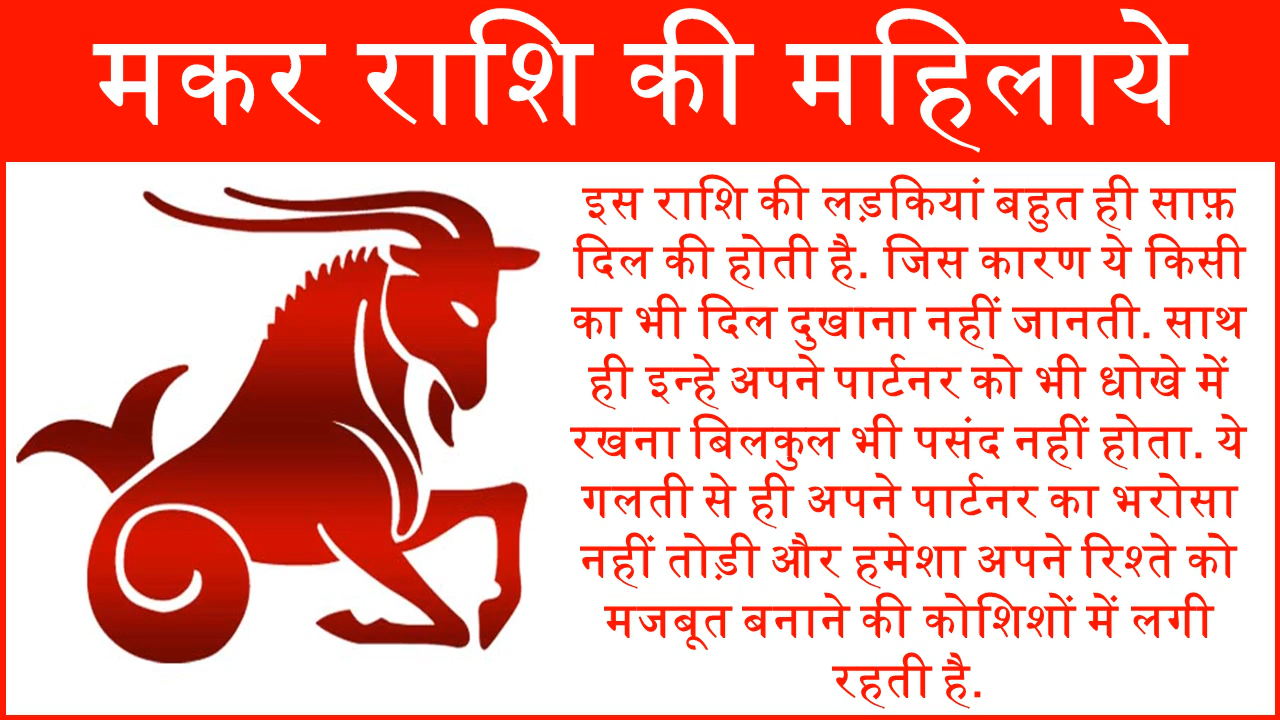 मकर राशि की महिलाये
इस राशि की लड़कियां बहुत ही साफ़
दिल की होती है. जिस कारण ये किसी
का भी दिल दुखाना नहीं जानती. साथ
ही इन्हे अपने पार्टनर को भी धोखे में
रखना बिलकुल भी पसंद नहीं होता. ये
गलती से ही अपने पार्टनर का भरोसा
नहीं तोड़ी और हमेशा अपने रिश्ते को
मजबूत बनाने की कोशिशों में लगी
रहती है.